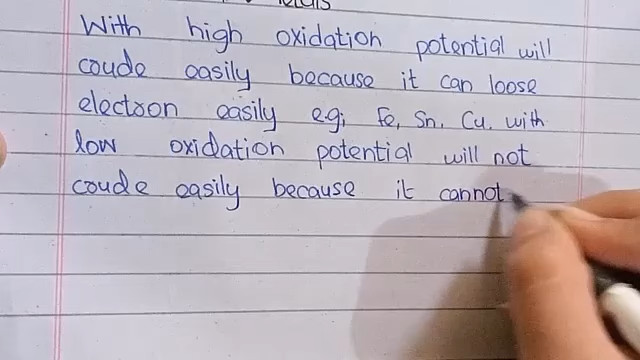 With high oxidation potential will
coude easily because it can loose
electron easily eg; Fe, Sn, Cu. with
low oxidation potential will not
coude easily because it cannot